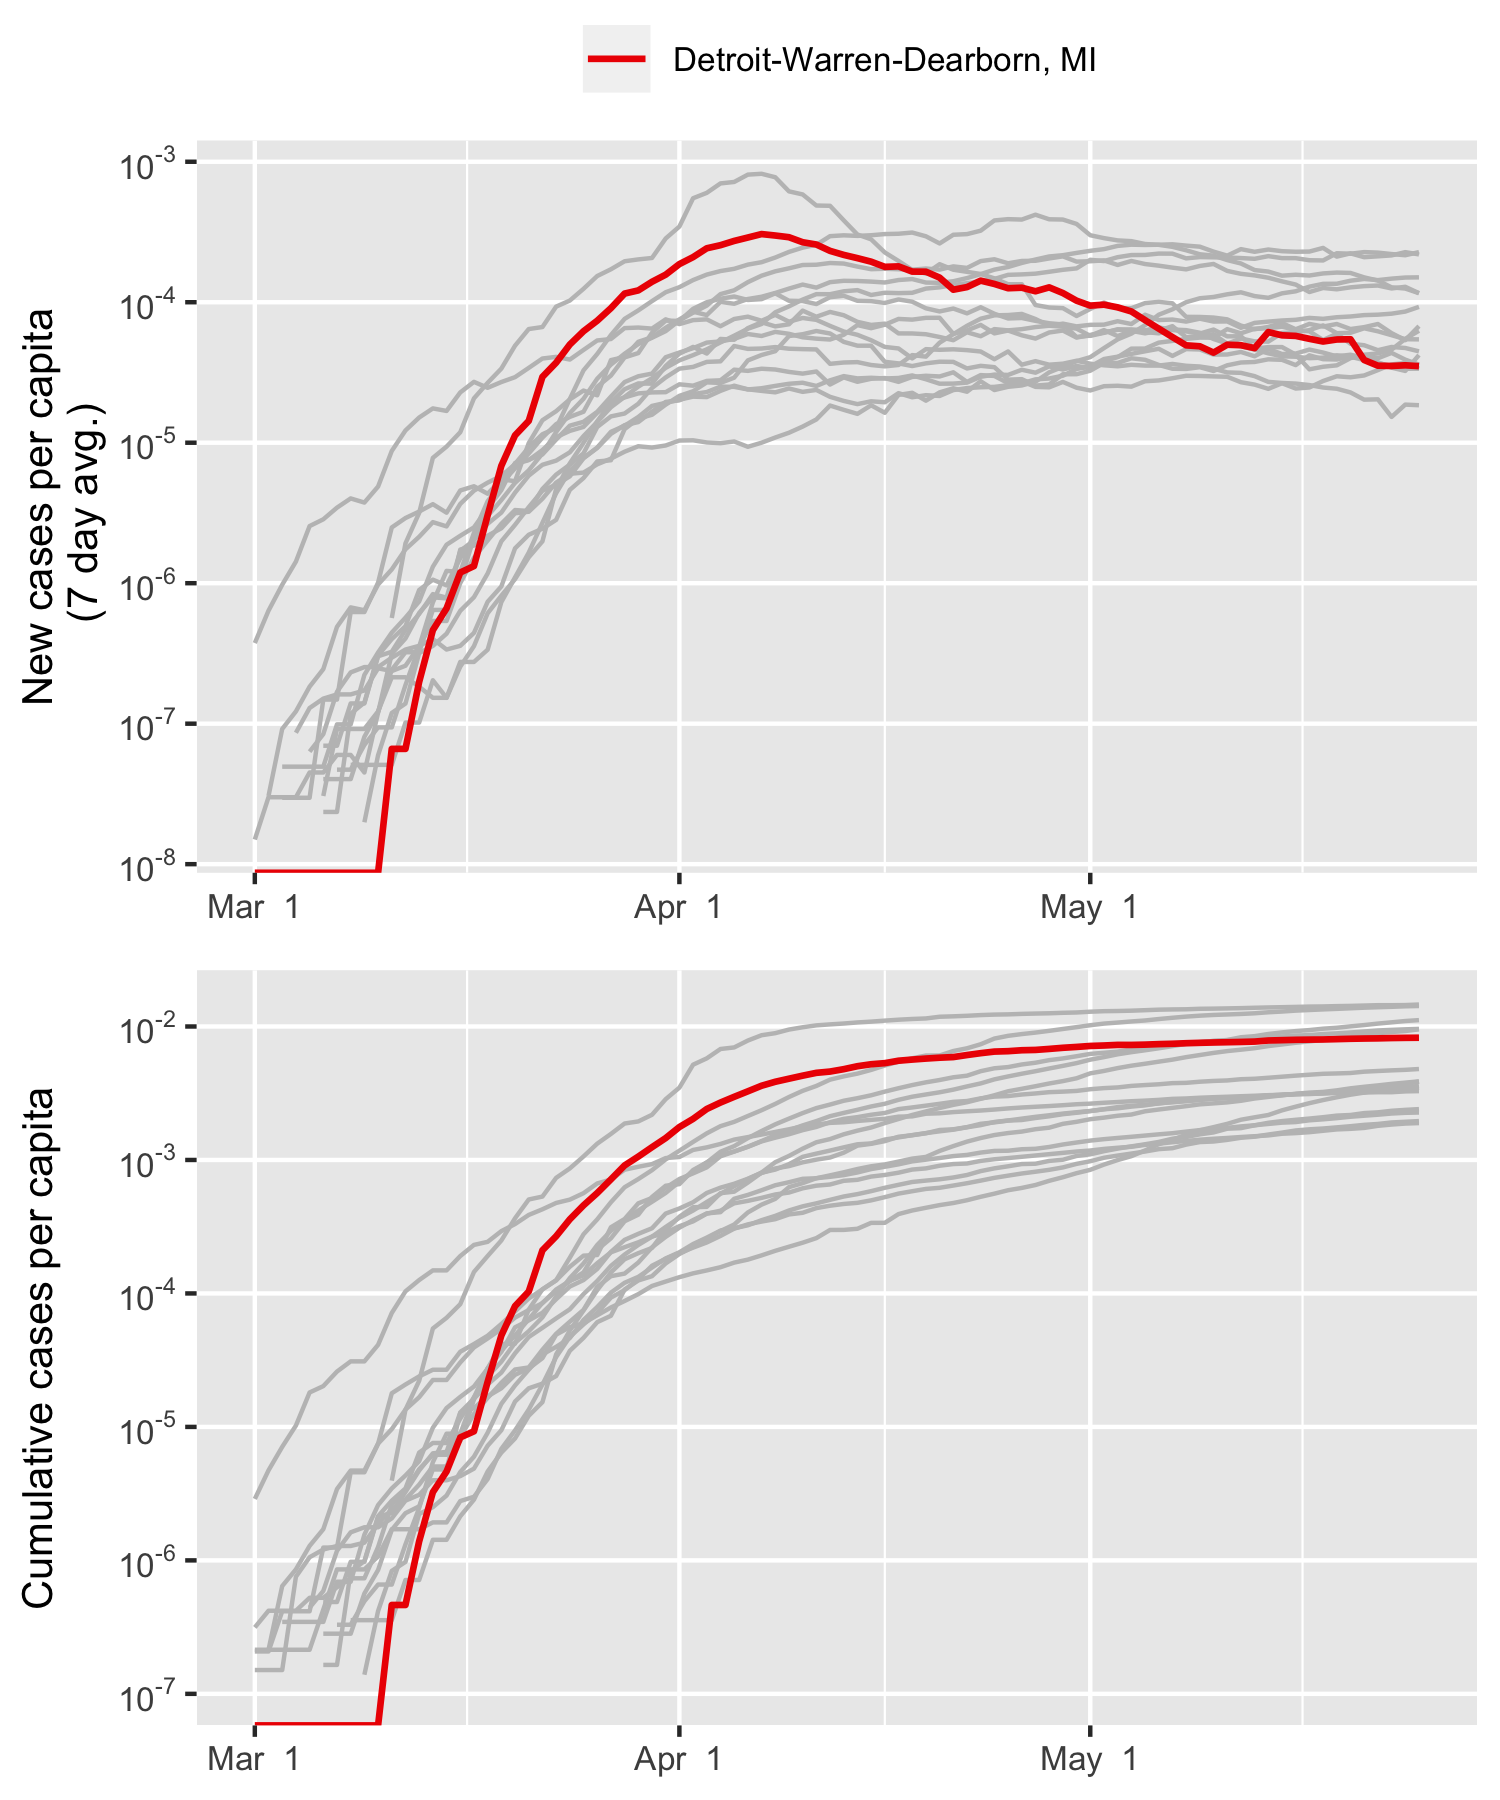 Detroit-Warren-Dearborn, MI
New cases per capita
(7 day avg.)
10-3
10-4
10-5
10-6
10-7
10-8
Mar 1
Apr 1
May 1
Cumulative cases per capita
10-2
10-3
10-4
10-5
10-6
10-7
Mar 1
Apr 1
May 1